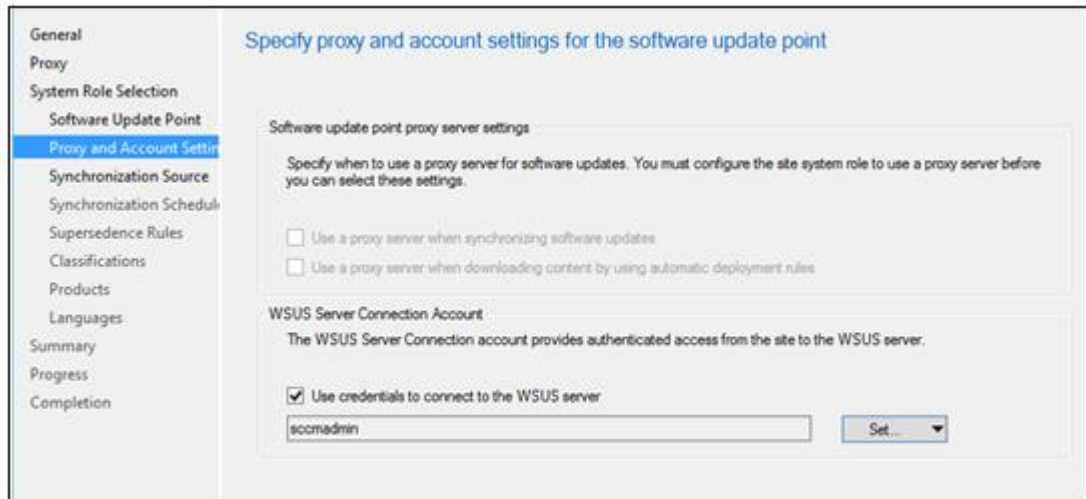 General
Proxy
System Role Selection
Software Update Point
Proxy and Account Settin
Synchronization Source
Synchronization Schedul
Supersedence Rules
Classifications
Products
Languages
Summary
Progress
Completion
Specify proxy and account settings for the software update point
Software update point proxy server settings
Specify when to use a proxy server for software updates. You must configure the site system role to use a proxy server before
you can select these settings.
Use a proxy server when synchronizing software updates
Use a proxy server when downloading content by using automatic deployment rules
WSUS Server Connection Account
The WSUS Server Connection account provides authenticated access from the site to the WSUS server.
Use credentials to connect to the WSUS server
sccmadmin
Set...